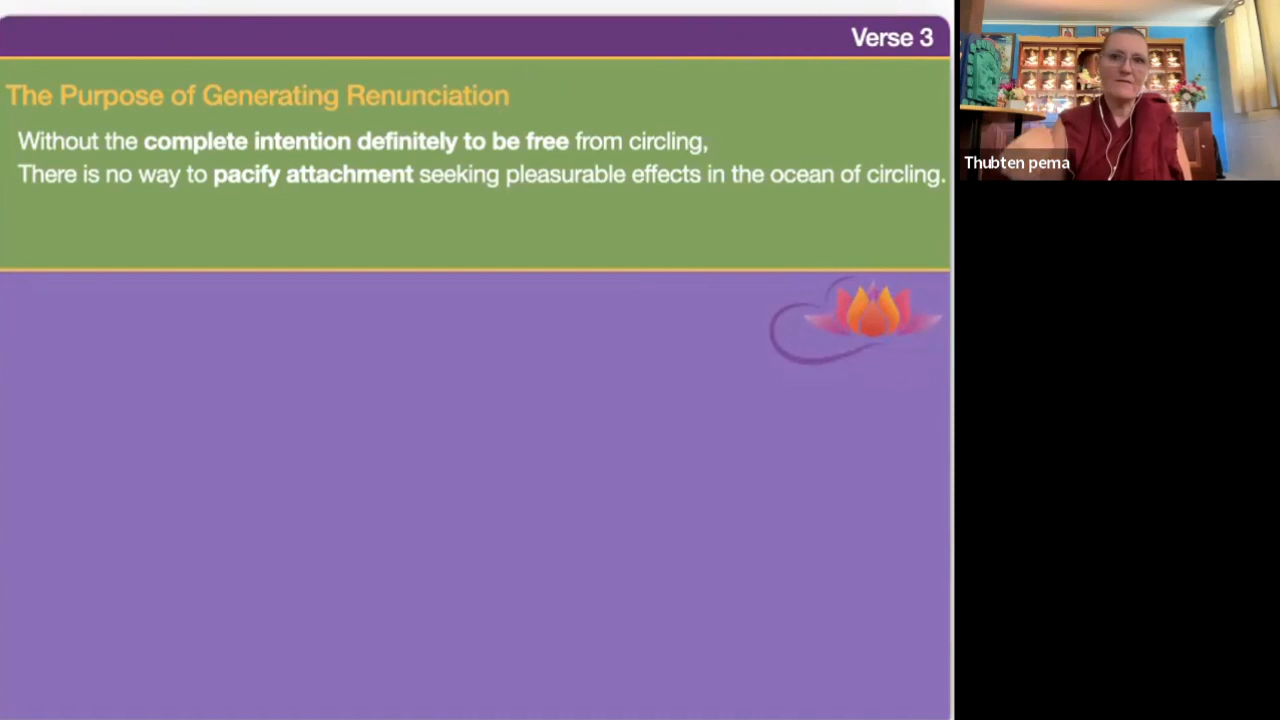 Verse 3
The Purpose of Generating Renunciation
Without the complete intention definitely to be free from circling,
There is no way to pacify attachment seeking pleasurable effects in the ocean of circling.
Thubten pema